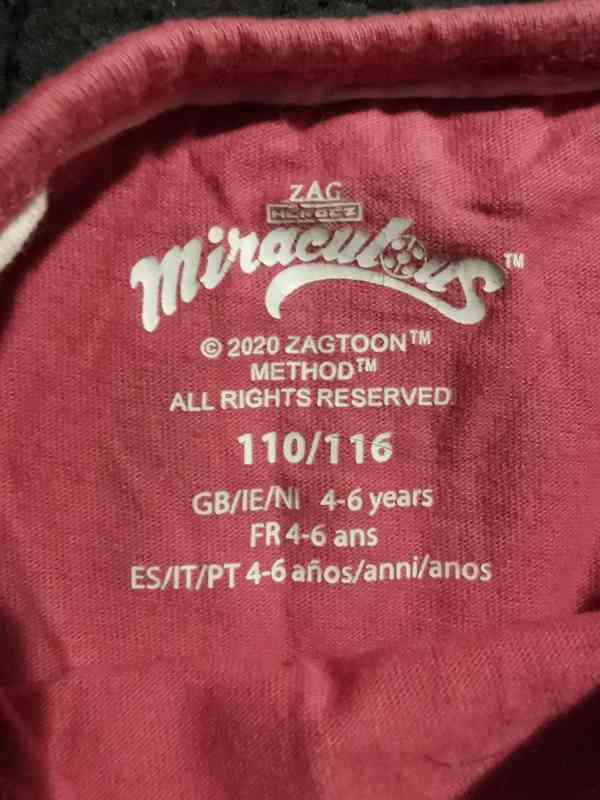 ZAG
HEROEZ
Miraculous™
© 2020 ZAGTOON™
METHOD™
ALL RIGHTS RESERVED.
110/116
GB/IE/NI 4-6 years
FR 4-6 ans
ES/IT/PT 4-6 años/anni/anos